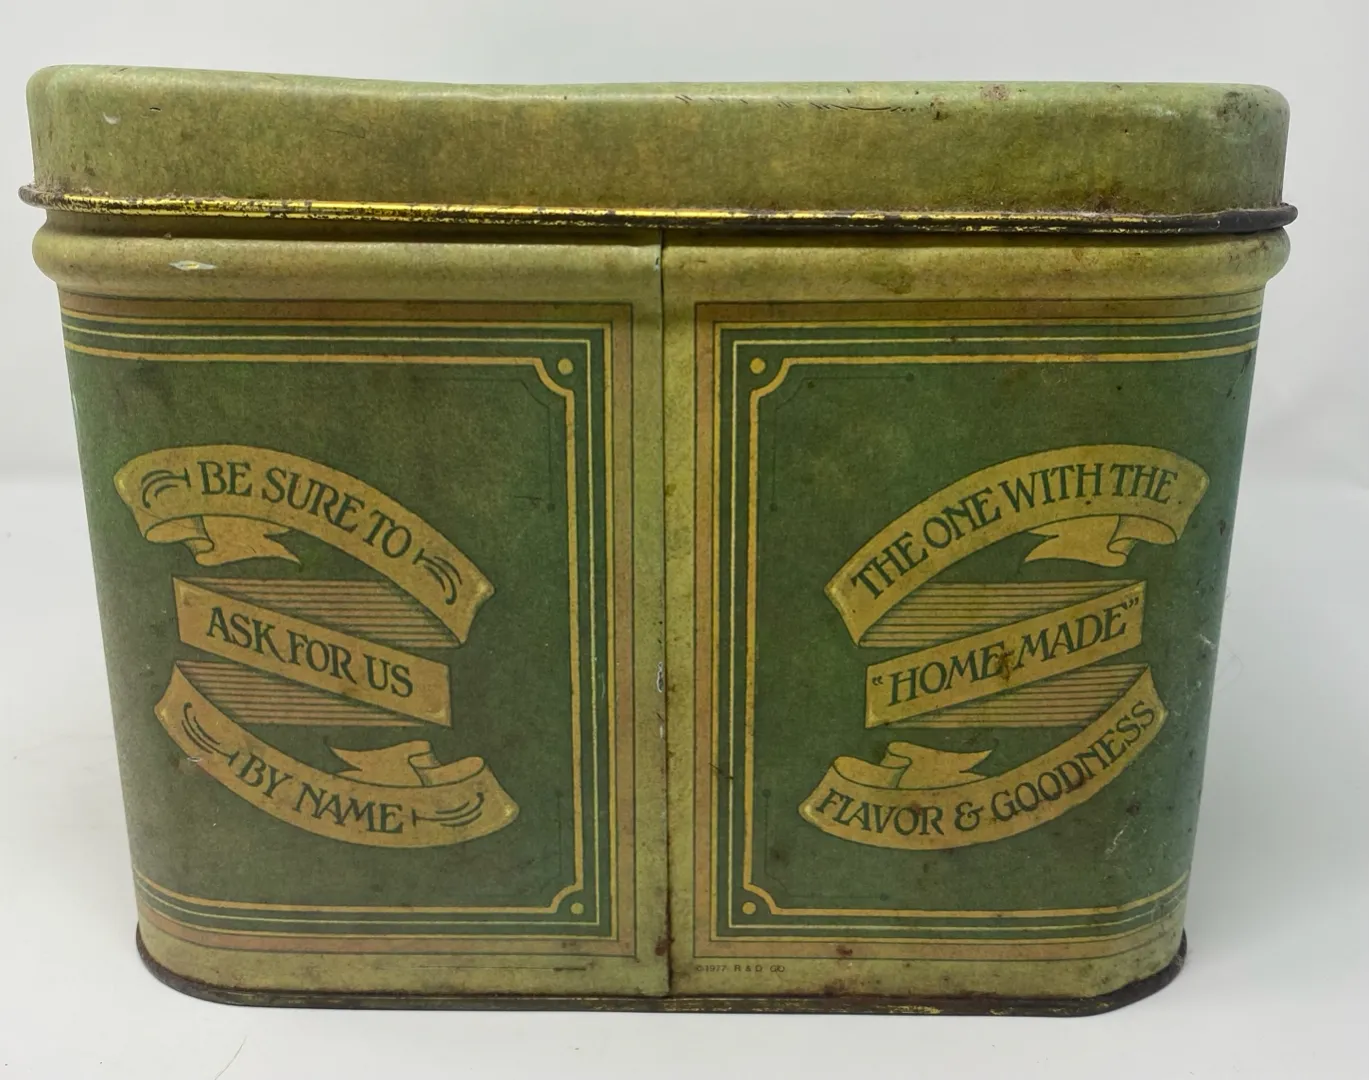 BE SURE TO
ASK FOR US
BY NAME
THE ONE WITH THE
"HOME-MADE"
FLAVOR & GOODNESS
©1977 R & D CO